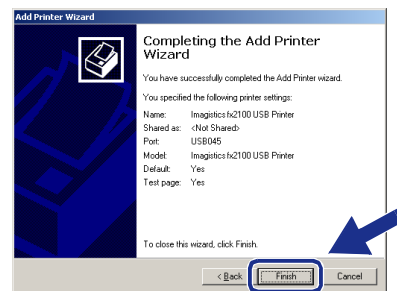 Add Printer Wizard
Completing the Add Printer
Wizard
You have successfully completed the Add Printer wizard.
You specified the following printer settings:
Name: Imagistics fx2100 USB Printer
Shared as: <Not Shared>
Port: USB045
Model: Imagistics fx2100 USB Printer
Default: Yes
Test page: Yes
To close this wizard, click Finish.
< Back Finish Cancel